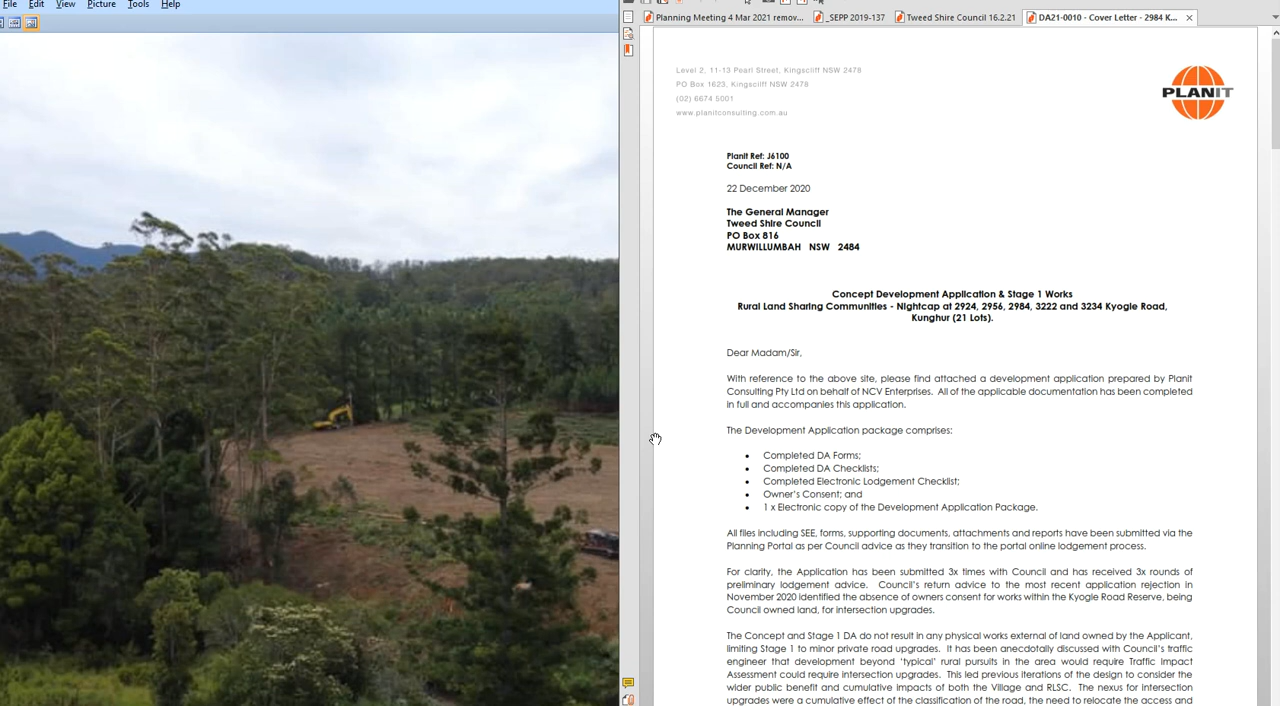 File Edit View Picture Tools Help
Planning Meeting 4 Mar 2021 remov... _SEPP 2019-137 Tweed Shire Council 16.2.21 DA21-0010 - Cover Letter - 2984 K...
Level 2, 11-13 Pearl Street, Kingscliff NSW 2478
PO Box 1623, Kingscliff NSW 2478
(02) 6674 5001
www.planitconsulting.com.au
PLANIT
Planit Ref: J6100
Council Ref: N/A
22 December 2020
The General Manager
Tweed Shire Council
PO Box 816
MURWILLUMBAH NSW 2484
Concept Development Application & Stage 1 Works
Rural Land Sharing Communities - Nightcap at 2924, 2956, 2984, 3222 and 3234 Kyogle Road,
Kunghur (21 Lots).
Dear Madam/Sir,
With reference to the above site, please find attached a development application prepared by Planit
Consulting Pty Ltd on behalf of NCV Enterprises. All of the applicable documentation has been completed
in full and accompanies this application.
The Development Application package comprises:
• Completed DA Forms;
• Completed DA Checklists;
• Completed Electronic Lodgement Checklist;
• Owner's Consent; and
• 1 x Electronic copy of the Development Application Package.
All files including SEE, forms, supporting documents, attachments and reports have been submitted via the
Planning Portal as per Council advice as they transition to the portal online lodgement process.
For clarity, the Application has been submitted 3x times with Council and has received 3x rounds of
preliminary lodgement advice. Council's return advice to the most recent application rejection in
November 2020 identified the absence of owners consent for works within the Kyogle Road Reserve, being
Council owned land, for intersection upgrades.
The Concept and Stage 1 DA do not result in any physical works external of land owned by the Applicant,
limiting Stage 1 to minor private road upgrades. It has been anecdotally discussed with Council's traffic
engineer that development beyond 'typical' rural pursuits in the area would require Traffic Impact
Assessment could require intersection upgrades. This led previous iterations of the design to consider the
wider public benefit and cumulative impacts of both the Village and RLSC. The nexus for intersection
upgrades were a cumulative effect of the classification of the road, the need to relocate the access and